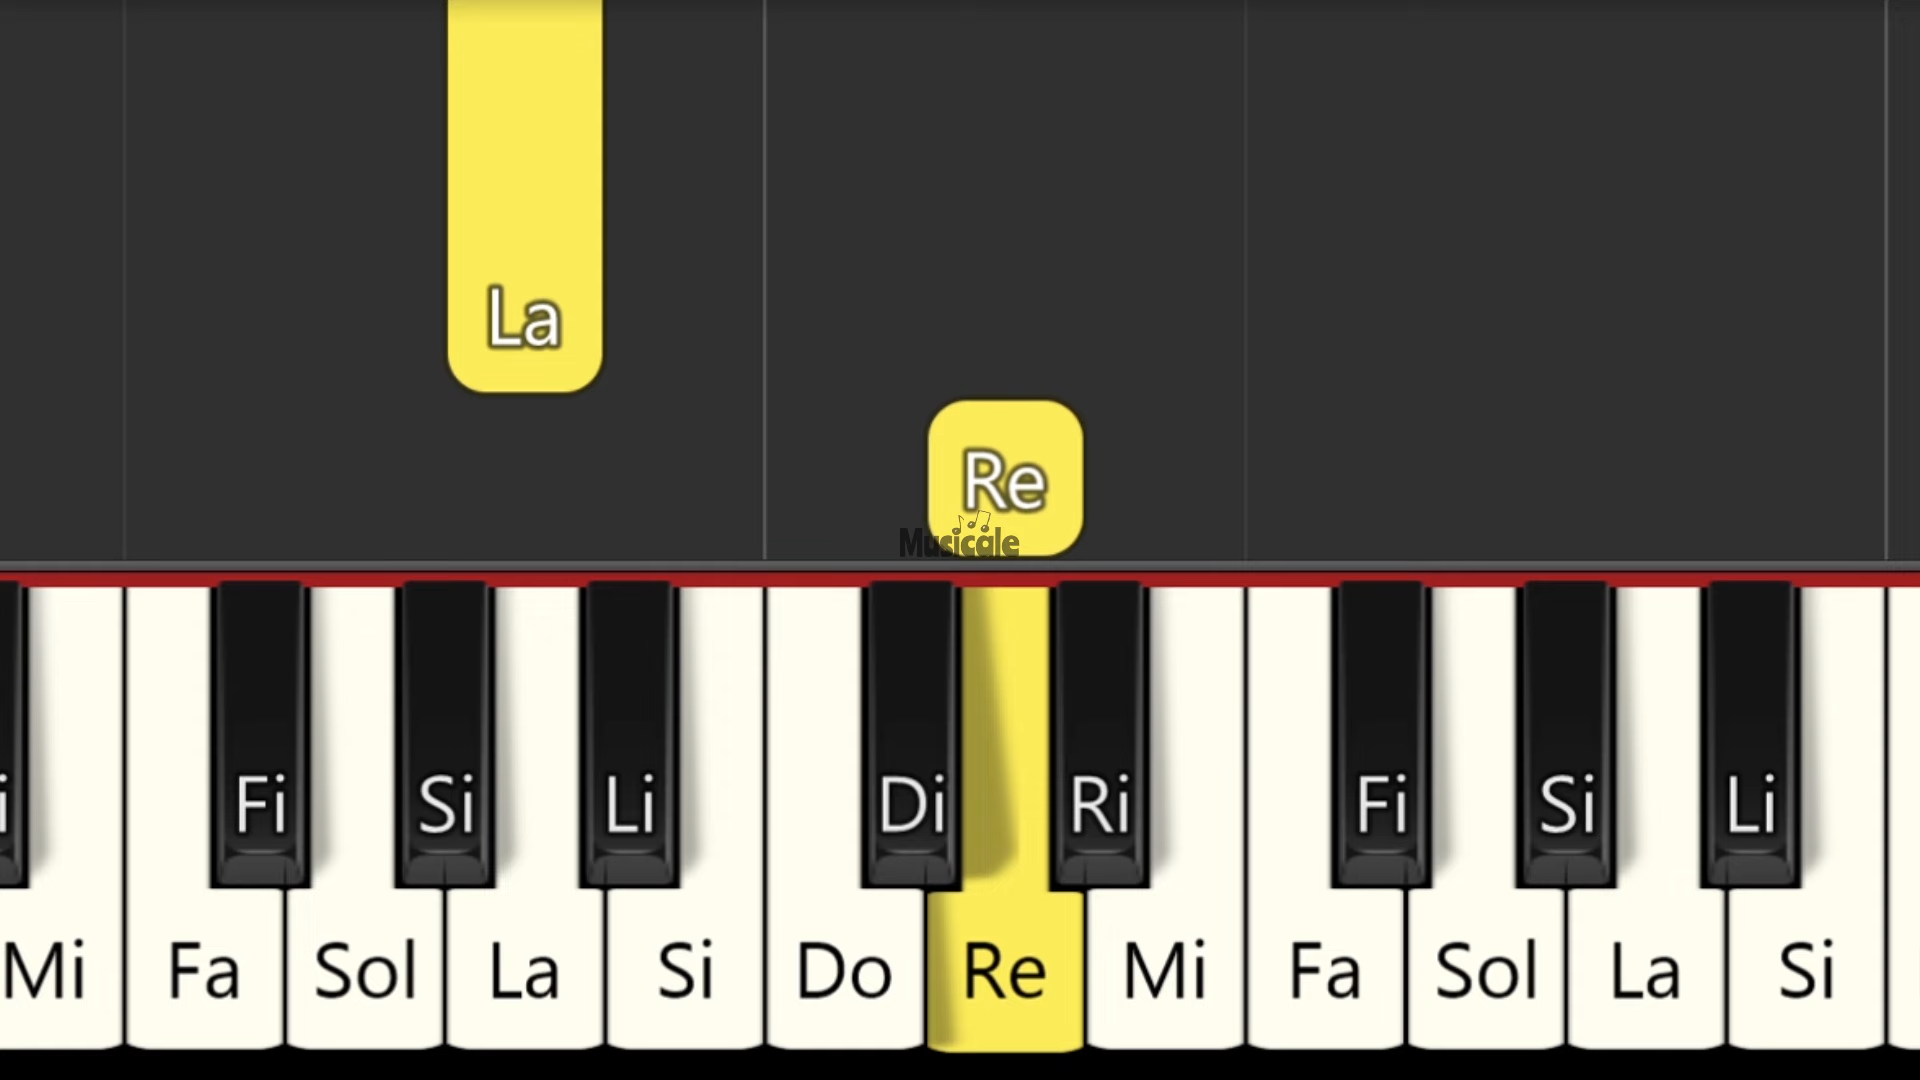 La
Re
Musicale
i Fi Si Li Di Ri Fi Si Li
Mi Fa Sol La Si Do Re Mi Fa Sol La Si